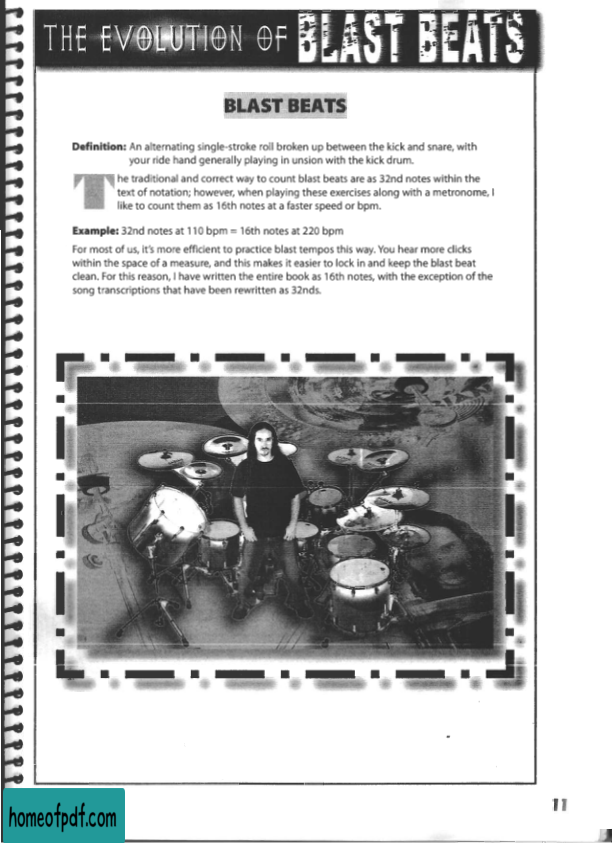 THE EVOLUTION OF BLAST BEATS
BLAST BEATS
Definition: An alternating single-stroke roll broken up between the kick and snare, with
your ride hand generally playing in unsion with the kick drum.
The traditional and correct way to count blast beats are as 32nd notes within the
text of notation; however, when playing these exercises along with a metronome, I
like to count them as 16th notes at a faster speed or bpm.
Example: 32nd notes at 110 bpm = 16th notes at 220 bpm
For most of us, it's more efficient to practice blast tempos this way. You hear more clicks
within the space of a measure, and this makes it easier to lock in and keep the blast beat
clean. For this reason, I have written the entire book as 16th notes, with the exception of the
song transcriptions that have been rewritten as 32nds.
11
homeofpdf.com